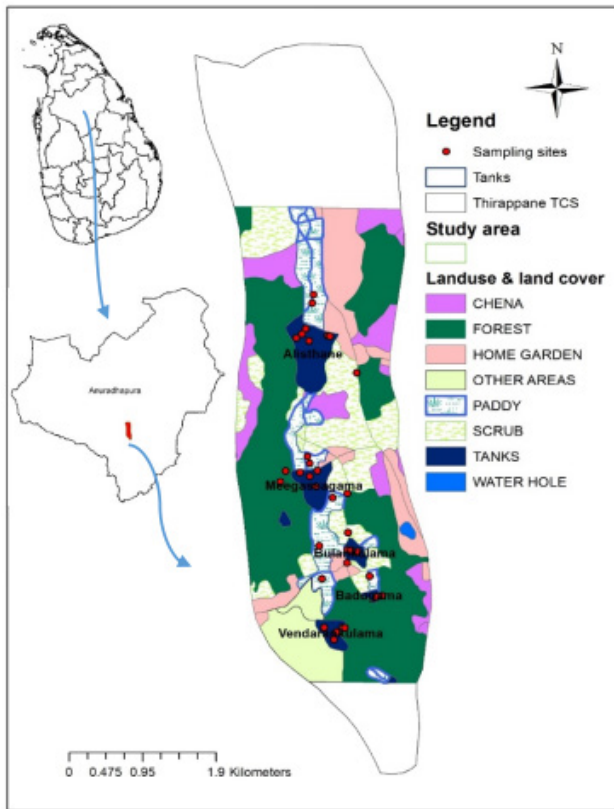 N
Legend
Sampling sites
Tanks
Thirappane TCS
Study area
Landuse & land cover
CHENA
FOREST
HOME GARDEN
OTHER AREAS
PADDY
SCRUB
TANKS
WATER HOLE
Anuradhapura
Alisthane
Badugama
0 0.475 0.95 1.9 Kilometers